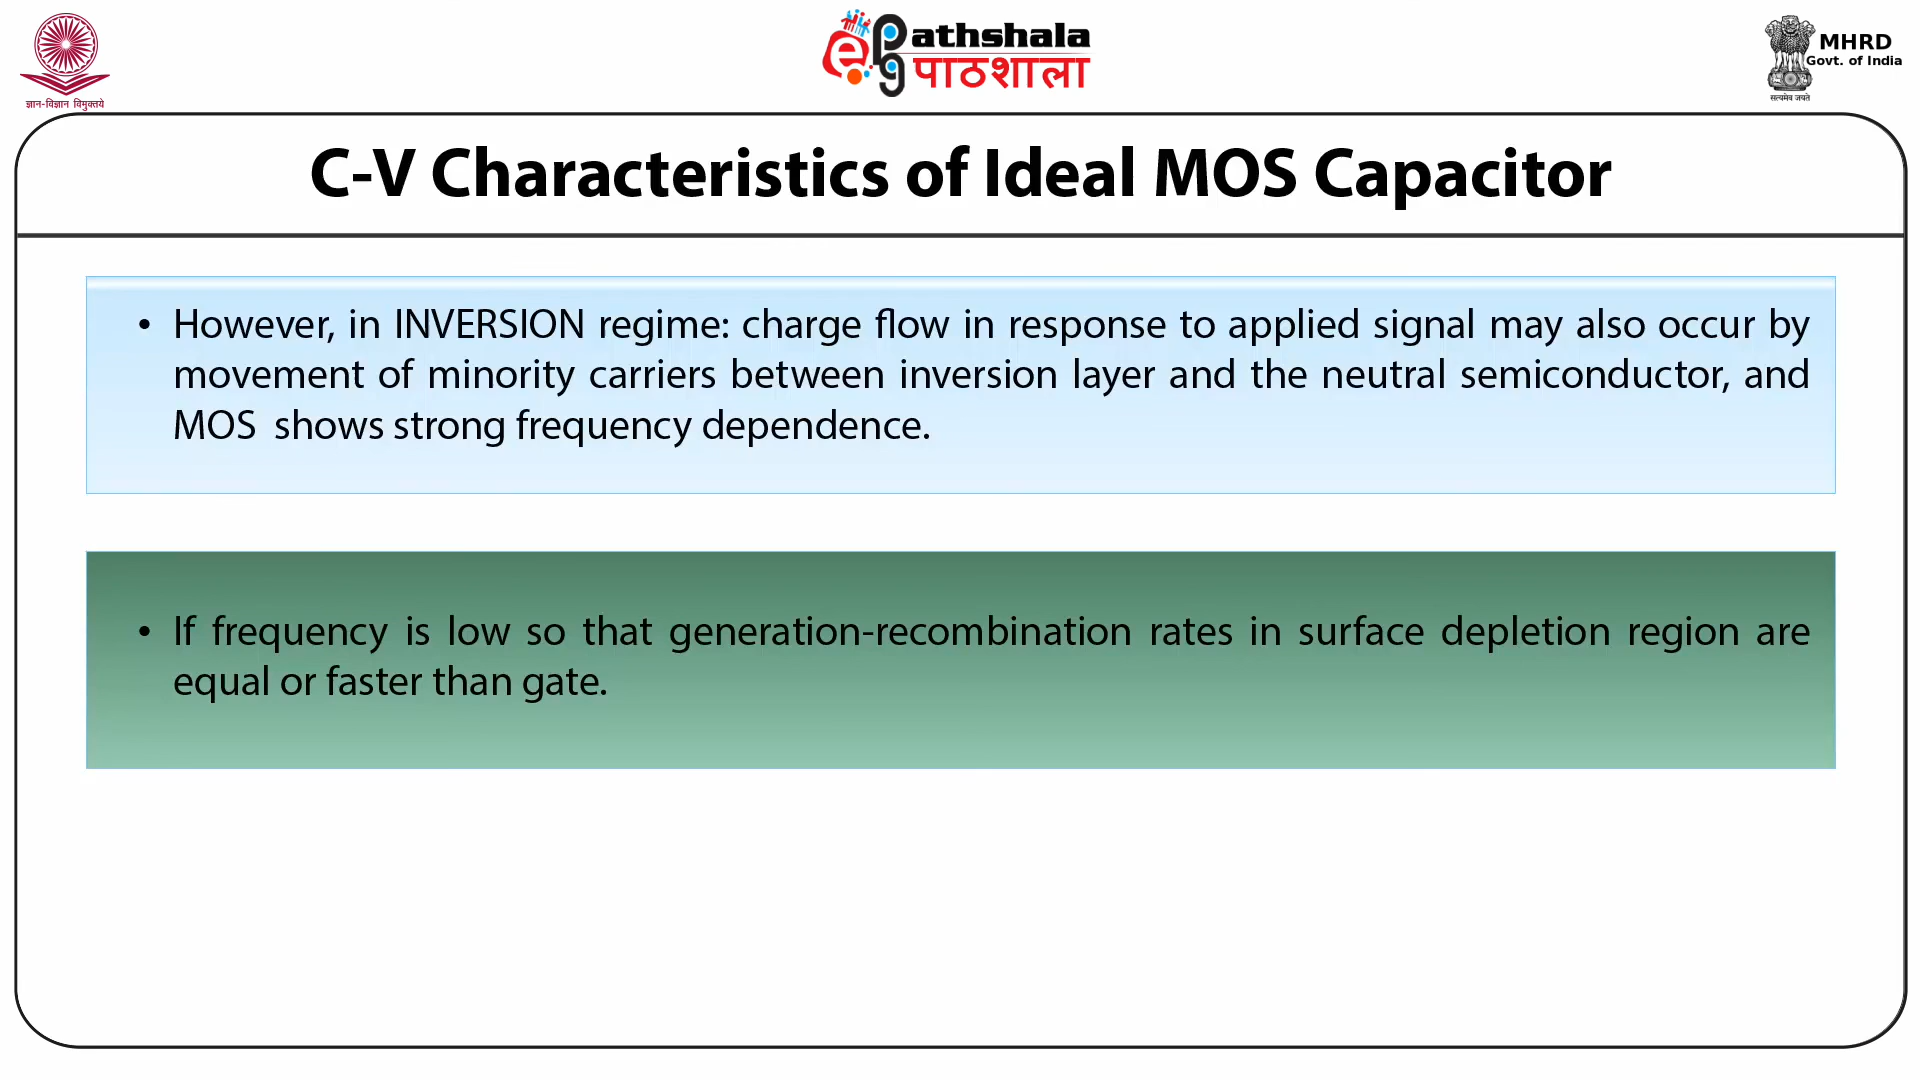 ज्ञान-विज्ञान विमुक्तये
e pg athshala
पाठशाला
MHRD
Govt. of India
सत्यमेव जयते
C-V Characteristics of Ideal MOS Capacitor
• However, in INVERSION regime: charge flow in response to applied signal may also occur by
movement of minority carriers between inversion layer and the neutral semiconductor, and
MOS shows strong frequency dependence.
• If frequency is low so that generation-recombination rates in surface depletion region are
equal or faster than gate.